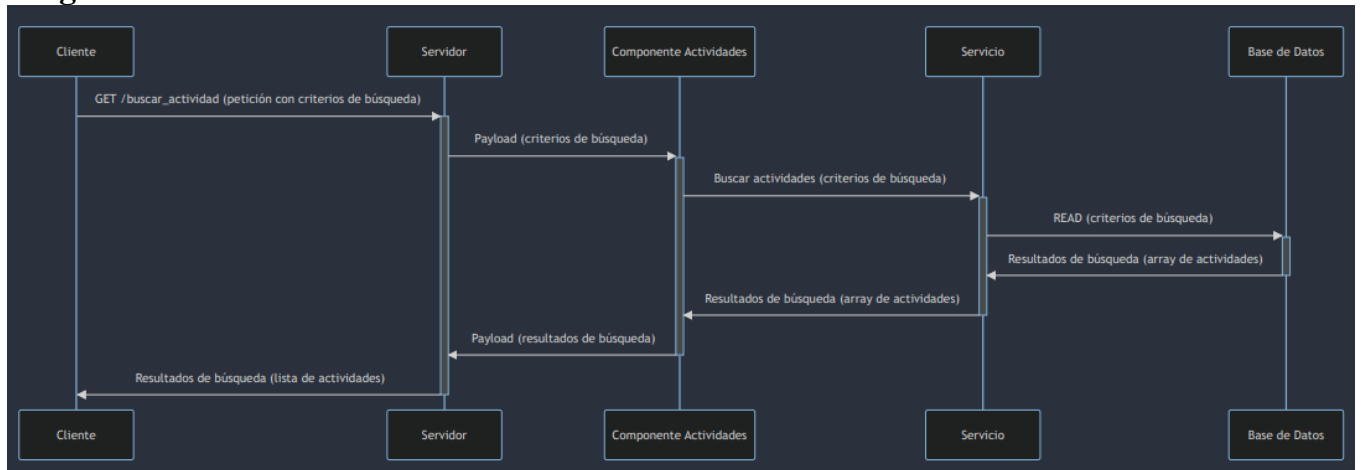 Cliente
Servidor
Componente Actividades
Servicio
Base de Datos
GET /buscar_actividad (petición con criterios de búsqueda)
Payload (criterios de búsqueda)
Buscar actividades (criterios de búsqueda)
READ (criterios de búsqueda)
Resultados de búsqueda (array de actividades)
Resultados de búsqueda (array de actividades)
Payload (resultados de búsqueda)
Resultados de búsqueda (lista de actividades)
Cliente
Servidor
Componente Actividades
Servicio
Base de Datos